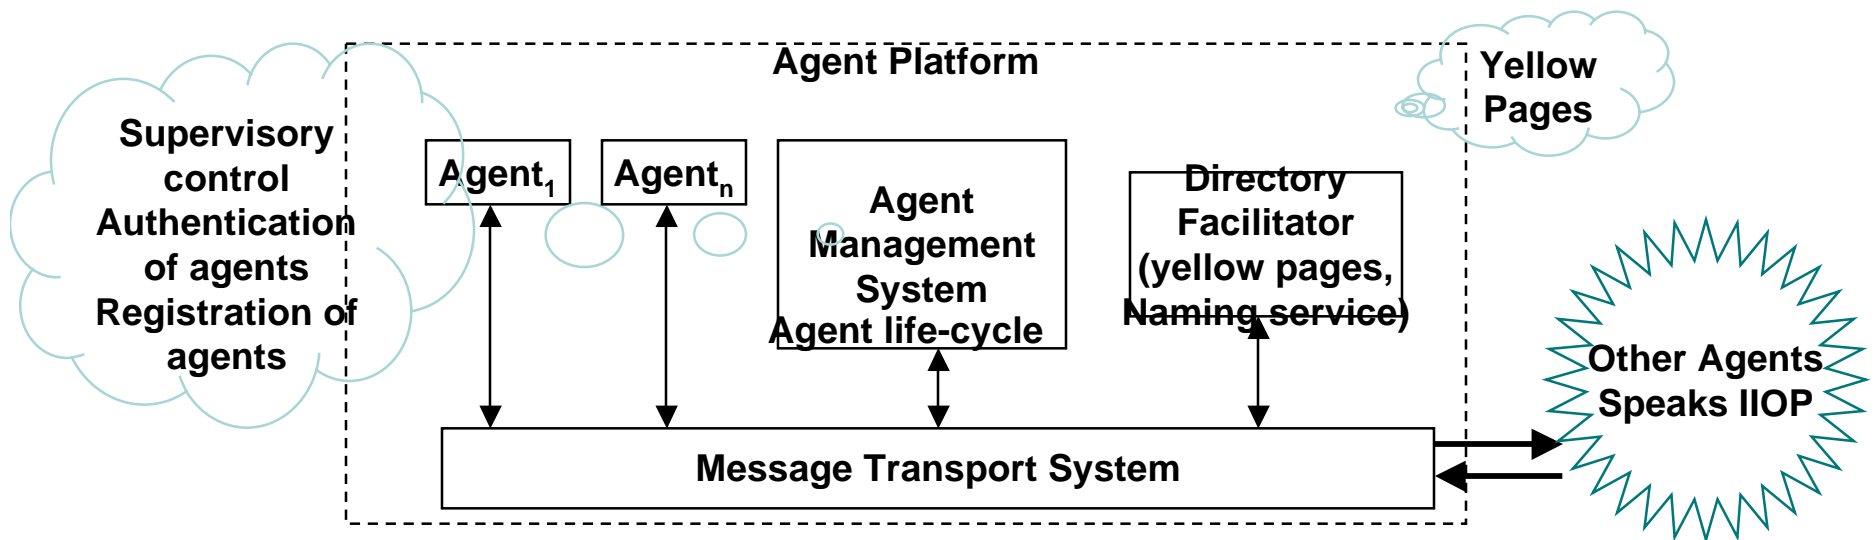 Agent Platform
Yellow
Pages
Supervisory
control
Authentication
of agents
Registration of
agents
Agent1
Agentn
Agent
Management
System
Agent life-cycle
Directory
Facilitator
(yellow pages,
Naming service)
Other Agents
Speaks IIOP
Message Transport System